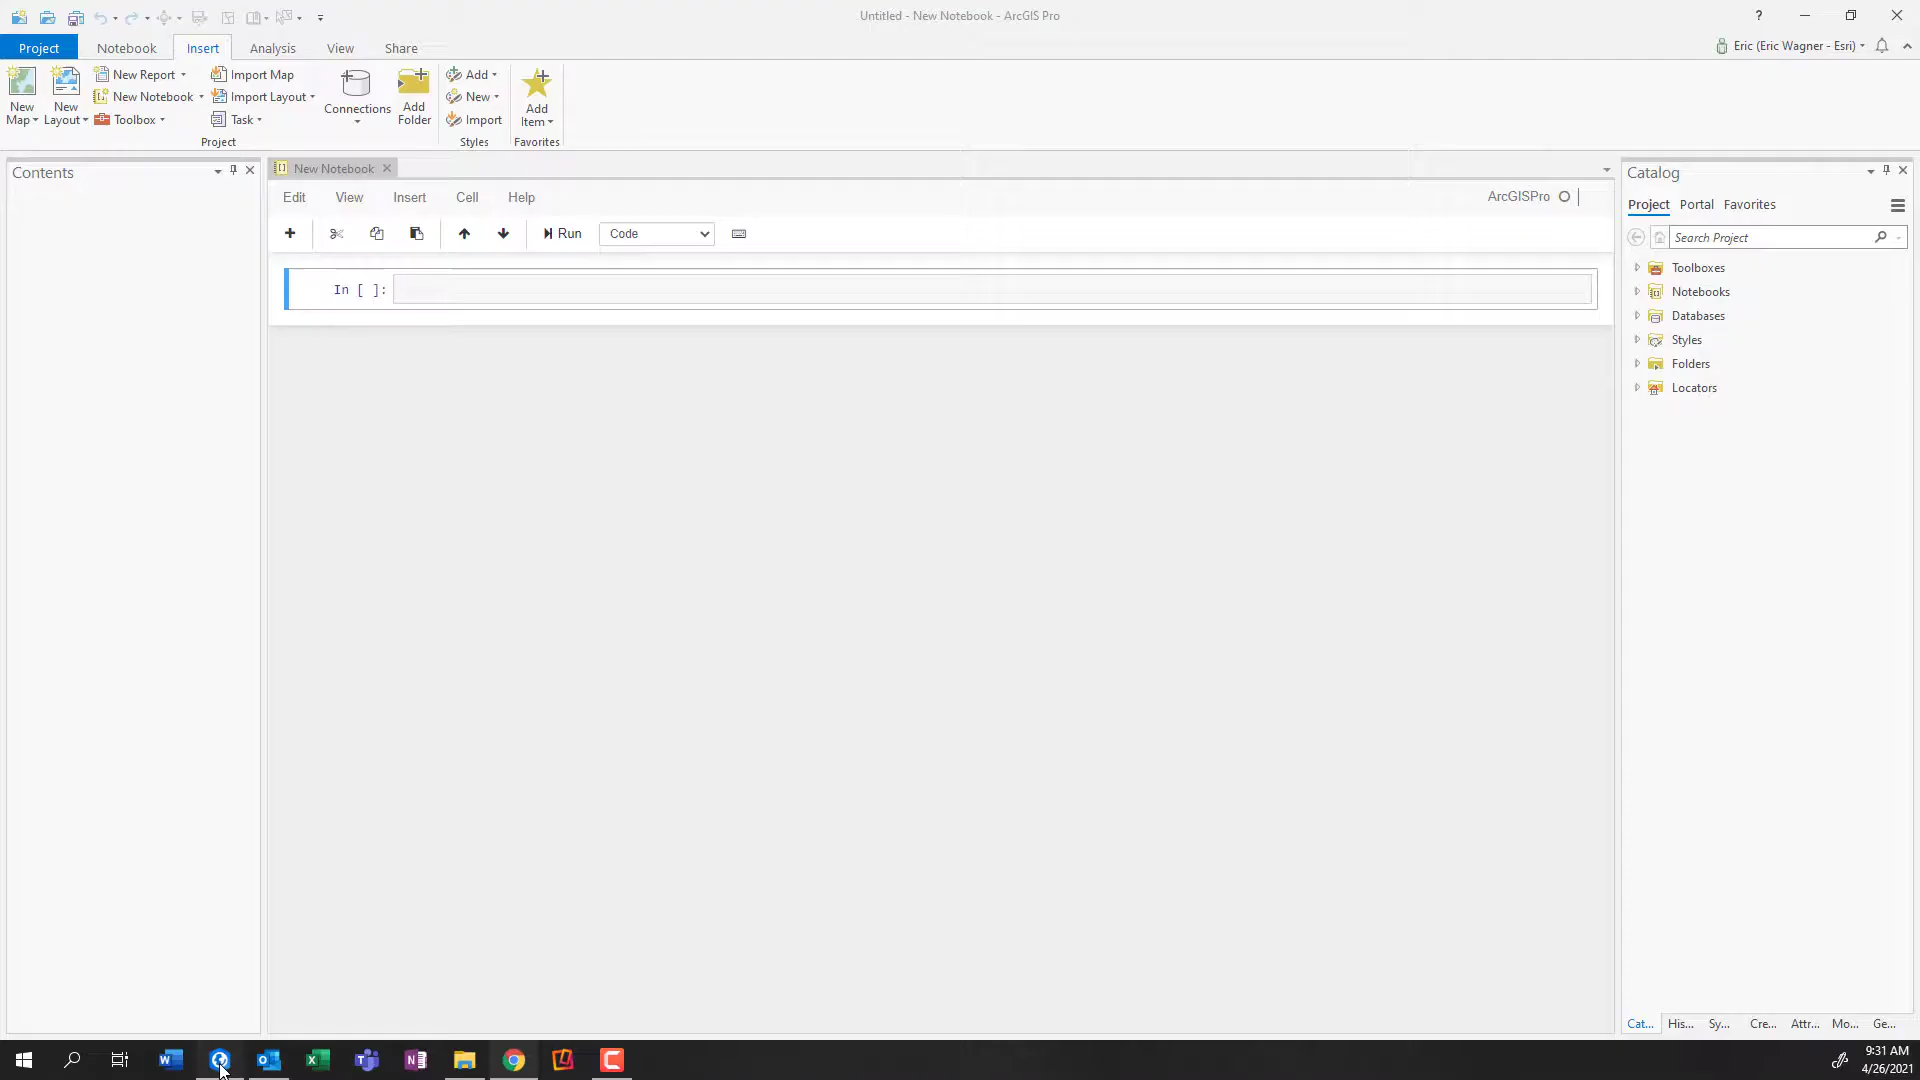 Untitled - New Notebook - ArcGIS Pro
?
Project
Notebook
Insert
Analysis
View
Share
Eric (Eric Wagner - Esri)
New Map
New Layout
New Report
New Notebook
Toolbox
Import Map
Import Layout
Task
Connections
Add Folder
Add
New
Import
Add Item
Project
Styles
Favorites
Contents
New Notebook
Edit
View
Insert
Cell
Help
ArcGISPro
Run
Code
In [ ]:
Catalog
Project
Portal
Favorites
Search Project
Toolboxes
Notebooks
Databases
Styles
Folders
Locators
Cat...
His...
Sy...
Cre...
Attr...
Mo...
Ge...
9:31 AM
4/26/2021